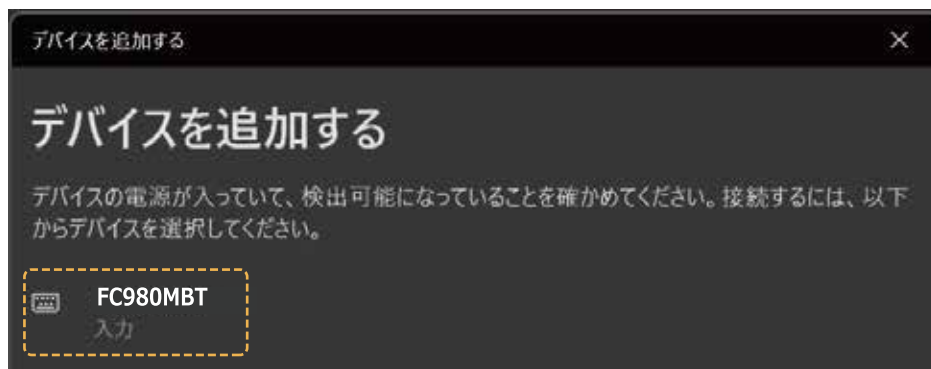 デバイスを追加する
デバイスを追加する
デバイスの電源が入っていて、検出可能になっていることを確かめてください。接続するには、以下
からデバイスを選択してください。
FC980MBT
入力